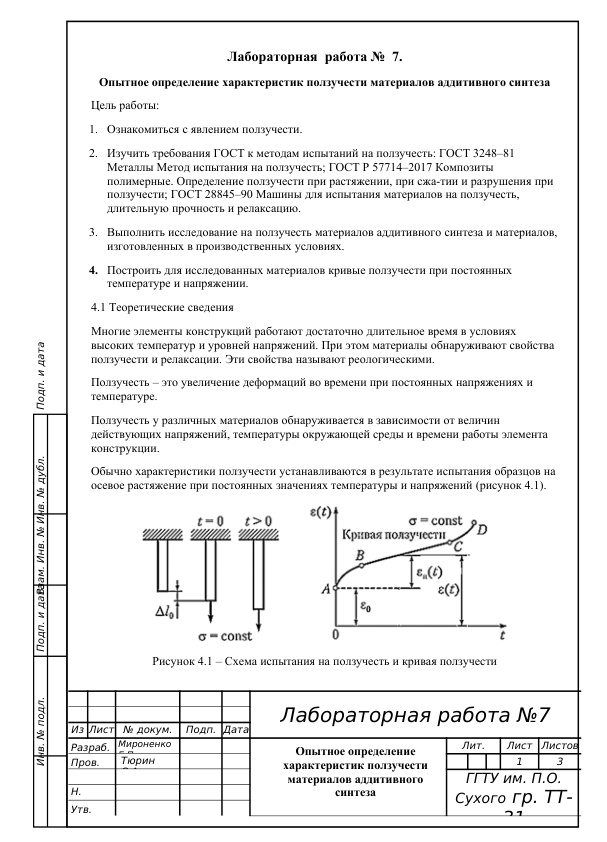 Лабораторная работа № 7.
Опытное определение характеристик ползучести материалов аддитивного синтеза
Цель работы:
1. Ознакомиться с явлением ползучести.
2. Изучить требования ГОСТ к методам испытаний на ползучесть: ГОСТ 3248–81
Металлы Метод испытания на ползучесть; ГОСТ Р 57714–2017 Композиты
полимерные. Определение ползучести при растяжении, при сжа-тии и разрушения при
ползучести; ГОСТ 28845–90 Машины для испытания материалов на ползучесть,
длительную прочность и релаксацию.
3. Выполнить исследование на ползучесть материалов аддитивного синтеза и материалов,
изготовленных в производственных условиях.
4. Построить для исследованных материалов кривые ползучести при постоянных
температуре и напряжении.
4.1 Теоретические сведения
Многие элементы конструкций работают достаточно длительное время в условиях
высоких температур и уровней напряжений. При этом материалы обнаруживают свойства
ползучести и релаксации. Эти свойства называют реологическими.
Ползучесть – это увеличение деформаций во времени при постоянных напряжениях и
температуре.
Ползучесть у различных материалов обнаруживается в зависимости от величин
действующих напряжений, температуры окружающей среды и времени работы элемента
конструкции.
Обычно характеристики ползучести устанавливаются в результате испытания образцов на
осевое растяжение при постоянных значениях температуры и напряжений (рисунок 4.1).
t = 0 t > 0
Δl₀
σ = const
ε(t)
σ = const
Кривая ползучести
A B C D
εп(t)
ε(t)
ε₀
0 t
Рисунок 4.1 – Схема испытания на ползучесть и кривая ползучести
Подп. и дата
Инв. № дубл.
Взам. Инв. №
Подп. и дата
Инв. № подл.
Лабораторная работа №7
Из Лист № докум. Подп. Дата
Разраб. Мироненко
Пров. Тюрин
Н.
Утв.
Опытное определение
характеристик ползучести
материалов аддитивного
синтеза
Лит. Лист Листов
1 3
ГГТУ им. П.О.
Сухого гр. ТТ-